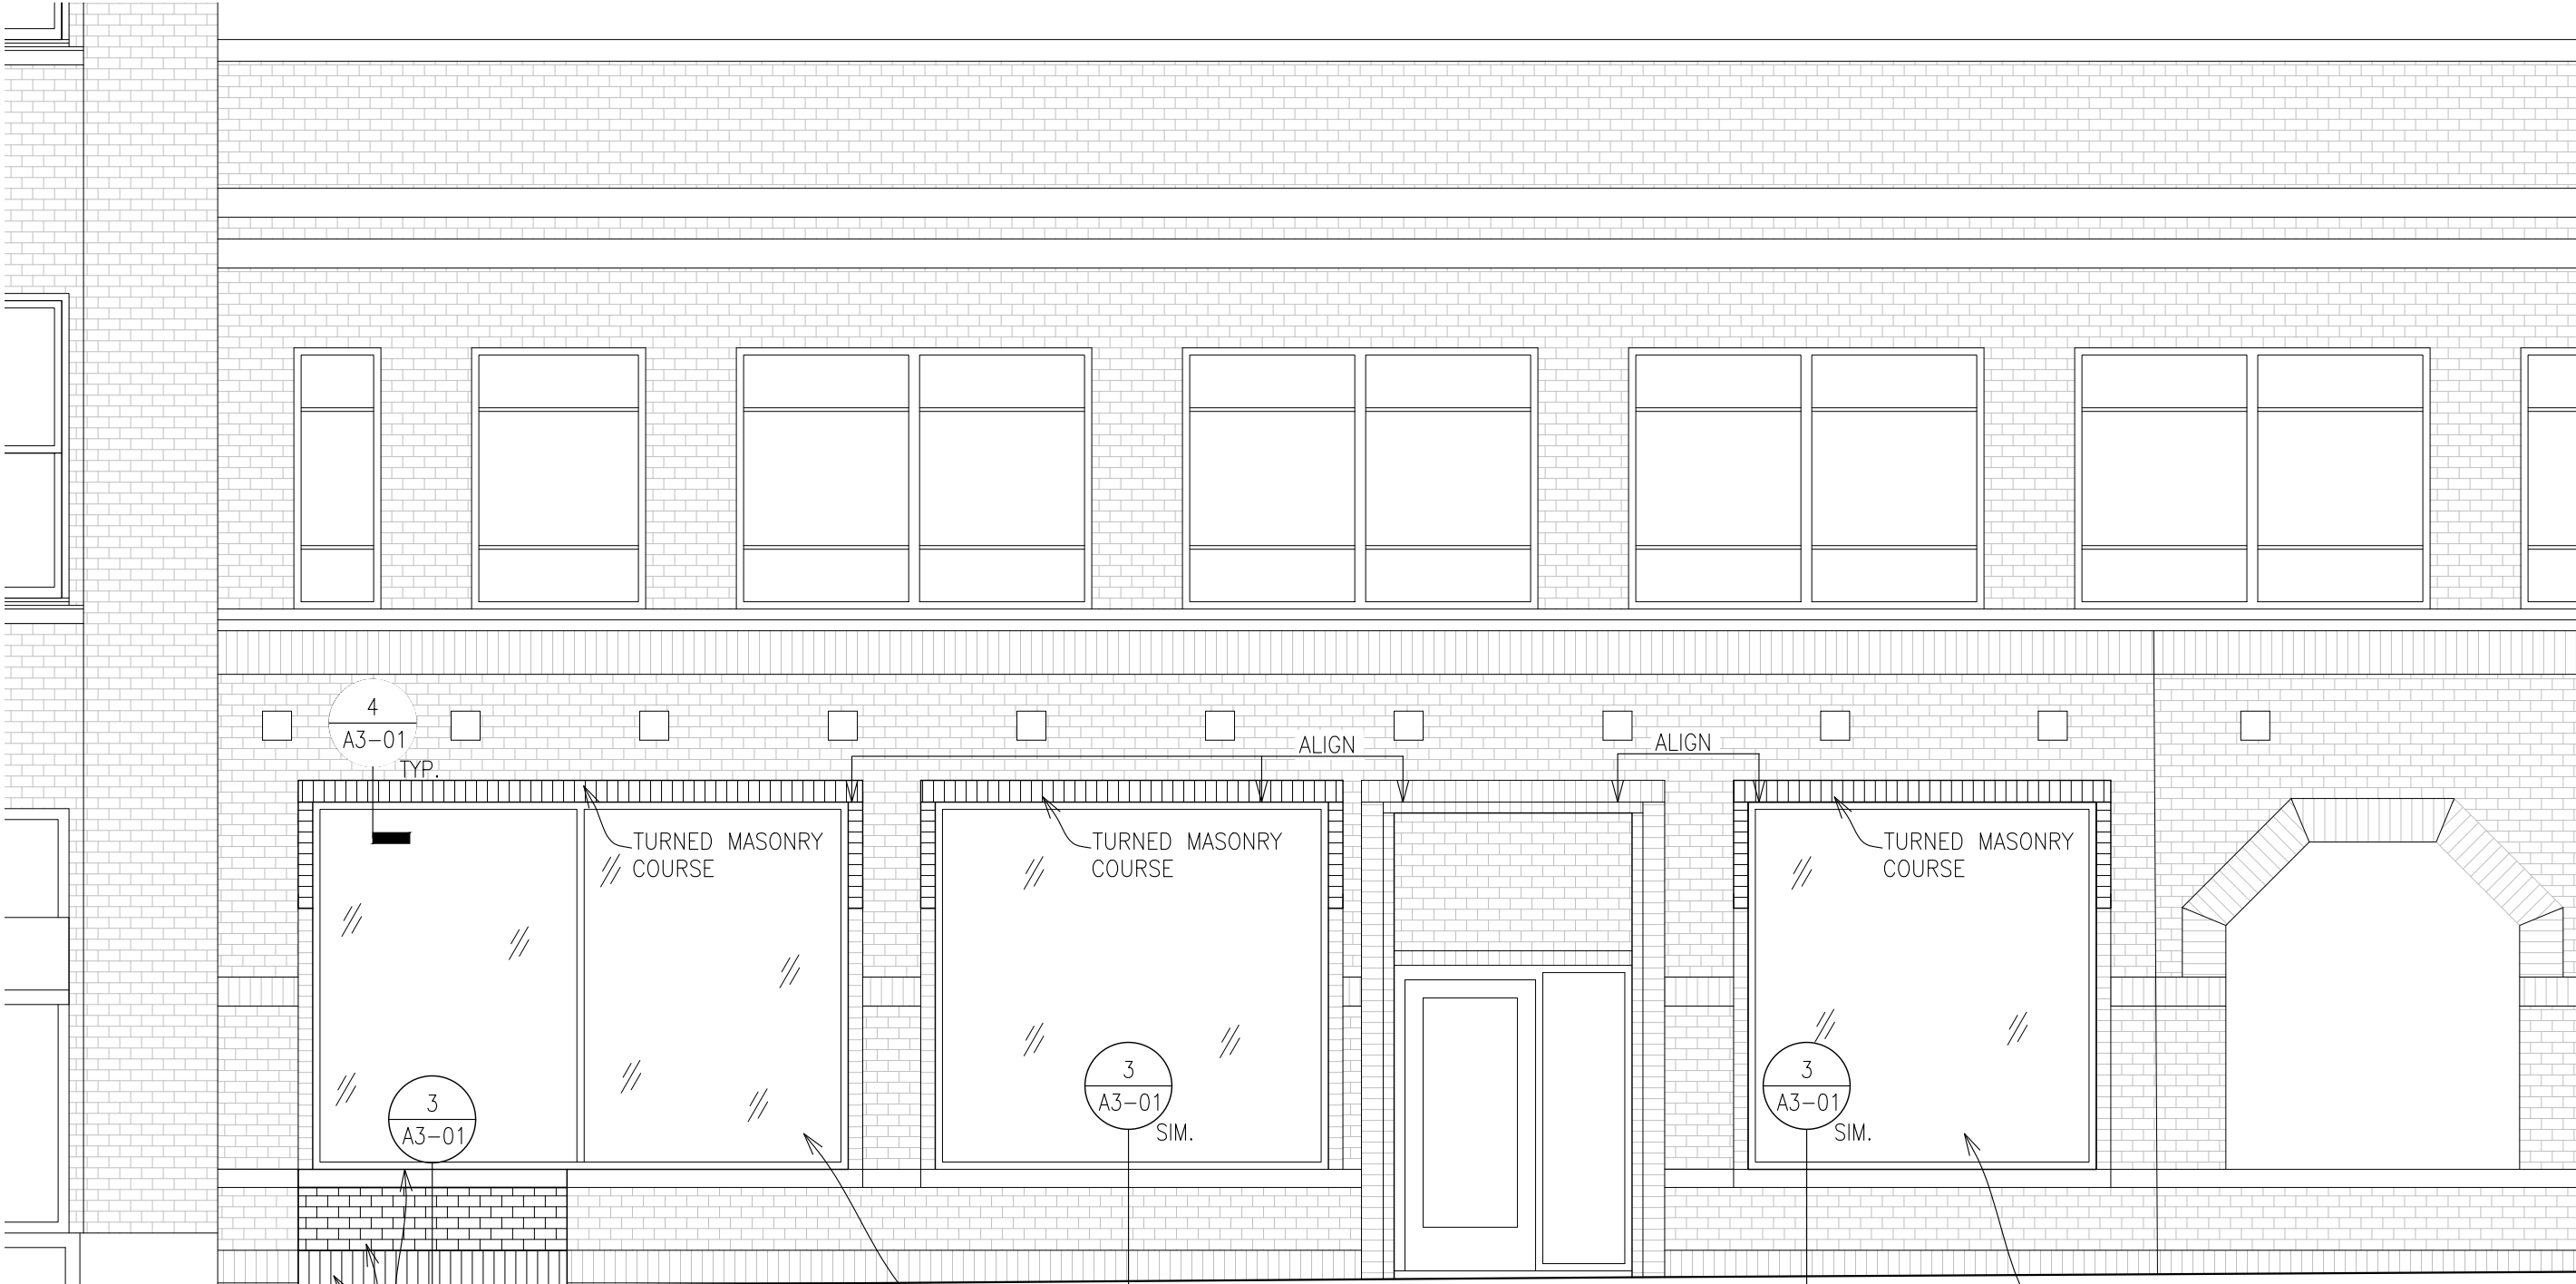 4
A3-01
TYP.
ALIGN
ALIGN
TURNED MASONRY
COURSE
TURNED MASONRY
COURSE
TURNED MASONRY
COURSE
3
A3-01
3
A3-01
SIM.
3
A3-01
SIM.